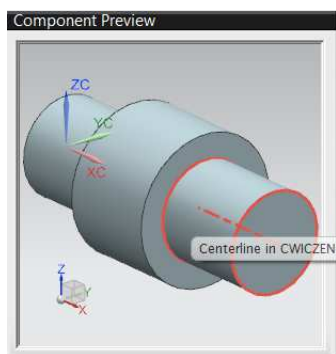 Component Preview
ZC
YC
XC
Centerline in CWICZEN
Z
Y
X